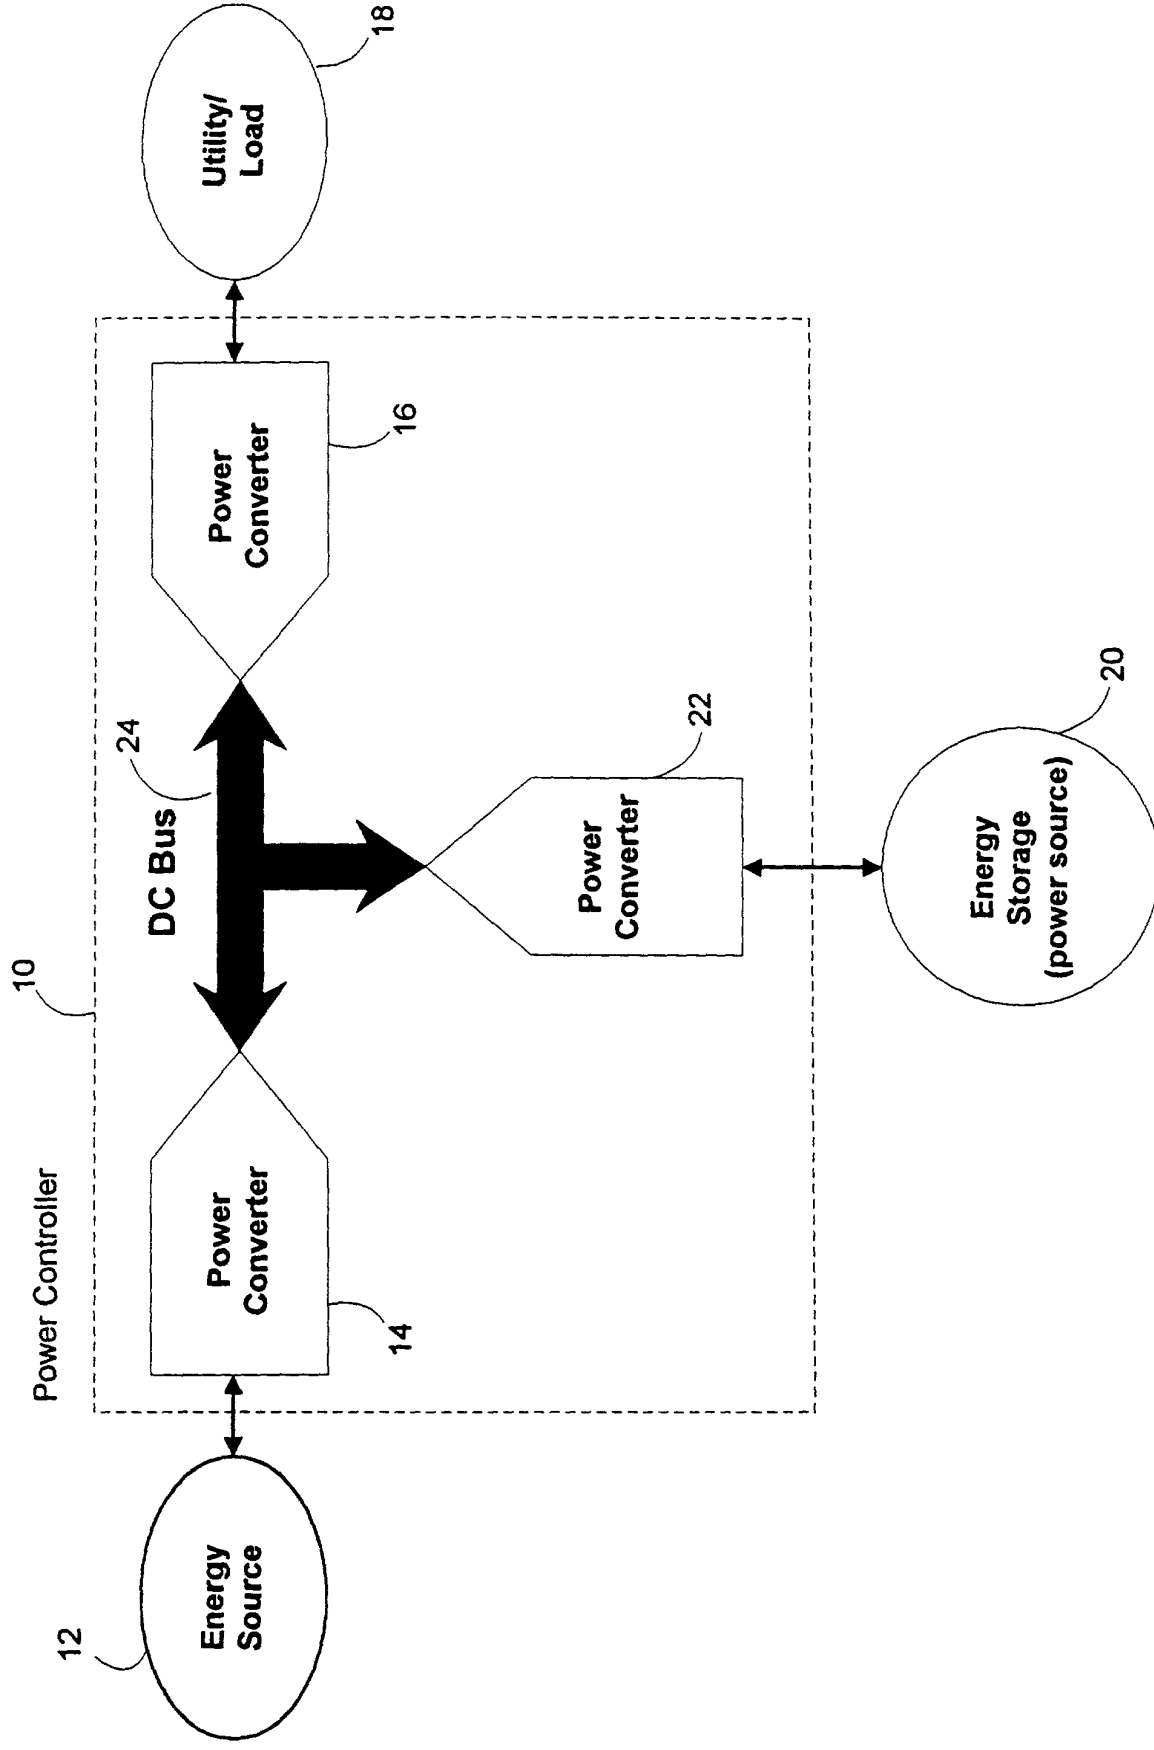 Power Controller
10
12
Energy
Source
14
Power
Converter
DC Bus
24
Power
Converter
16
Utility/
Load
18
Power
Converter
22
Energy
Storage
(power source)
20